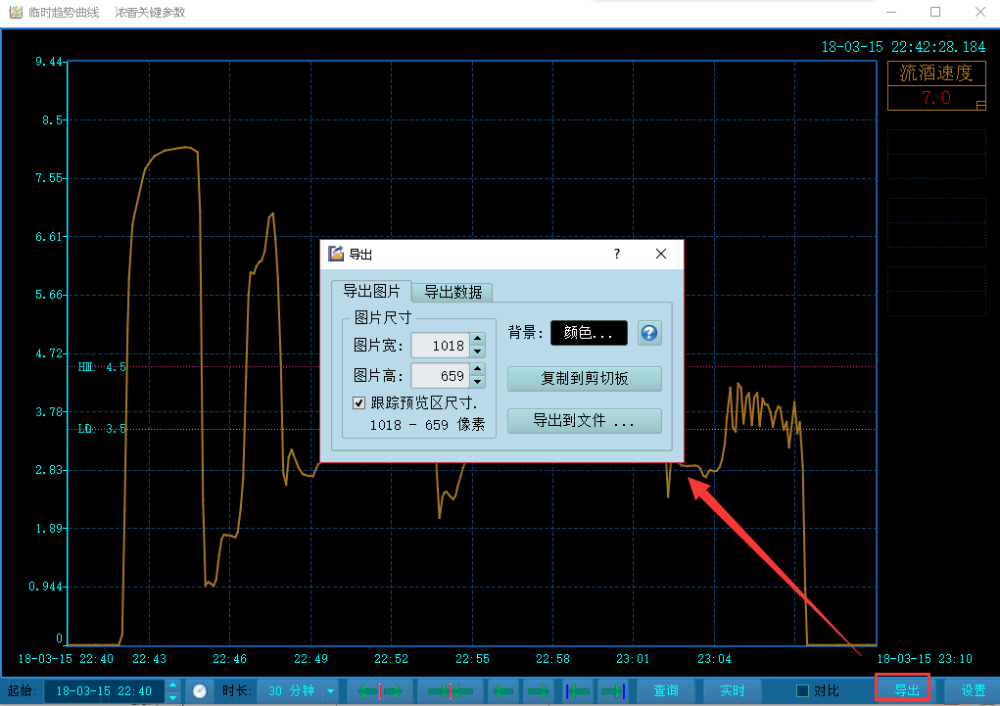 临时趋势曲线 浓香关键参数
18-03-15 22:42:28.184
流酒速度
7.0
9.44
8.5
7.55
6.61
5.66
4.72
HH: 4.5
3.78
LD: 3.5
2.83
1.89
0.944
0
18-03-15 22:40 22:43 22:46 22:49 22:52 22:55 22:58 23:01 23:04 18-03-15 23:10
导出
?
导出图片 导出数据
图片尺寸
图片宽: 1018
图片高: 659
跟踪预览区尺寸.
1018 - 659 像素
背景: 颜色... ?
复制到剪切板
导出到文件 ...
起始: 18-03-15 22:40 时长: 30 分钟 查询 实时 对比 导出 设置